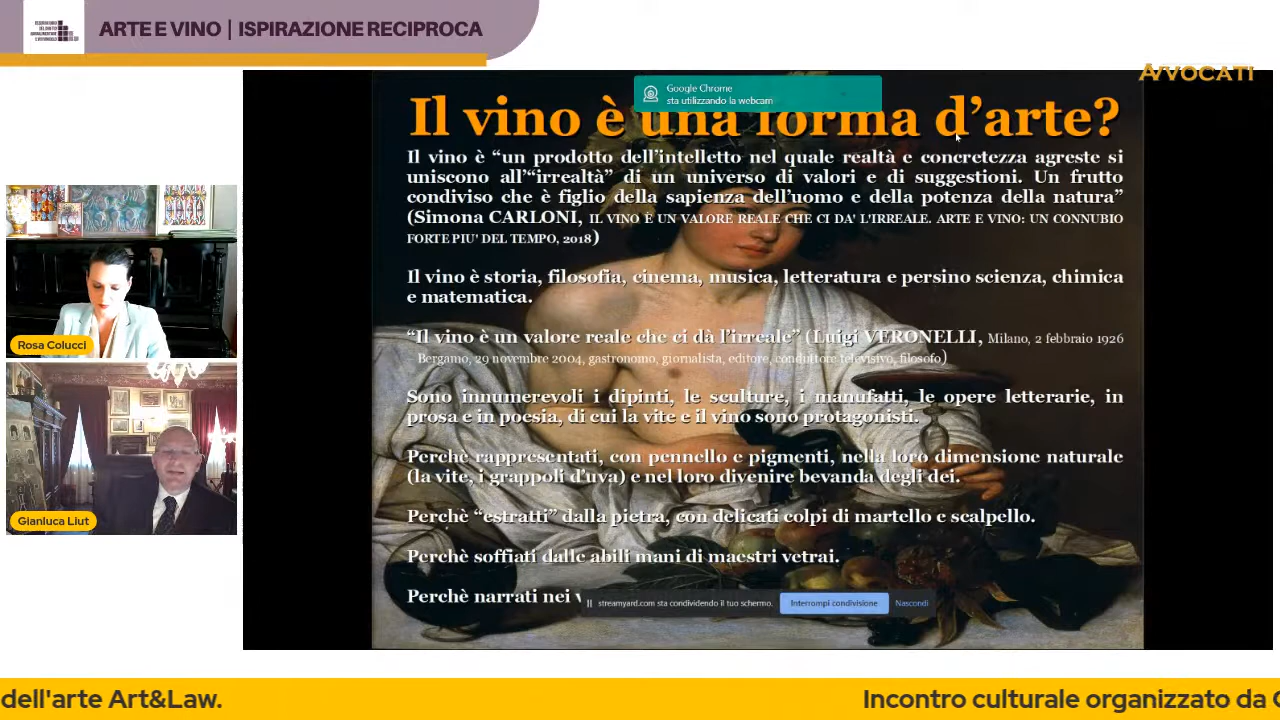 ARTE E VINO | ISPIRAZIONE RECIPROCA
AVVOCATI
Google Chrome
sta utilizzando la webcam
Il vino è una forma d'arte?
Il vino è “un prodotto dell'intelletto nel quale realtà e concretezza agreste si
uniscono all'“irrealtà” di un universo di valori e di suggestioni. Un frutto
condiviso che è figlio della sapienza dell'uomo e della potenza della natura”
(Simona CARLONI, IL VINO È UN VALORE REALE CHE CI DA' L'IRREALE. ARTE E VINO: UN CONNUBIO
FORTE PIU' DEL TEMPO, 2018)
Il vino è storia, filosofia, cinema, musica, letteratura e persino scienza, chimica
e matematica.
“Il vino è un valore reale che ci dà l'irreale” (Luigi VERONELLI, Milano, 2 febbraio 1926
Bergamo, 29 novembre 2004, gastronomo, giornalista, editore, conduttore televisivo, filosofo)
Sono innumerevoli i dipinti, le sculture, i manufatti, le opere letterarie, in
prosa e in poesia, di cui la vite e il vino sono protagonisti.
Perchè rappresentati, con pennello e pigmenti, nella loro dimensione naturale
(la vite, i grappoli d'uva) e nel loro divenire bevanda degli dei.
Perchè “estratti” dalla pietra, con delicati colpi di martello e scalpello.
Perchè soffiati dalle abili mani di maestri vetrai.
Perchè narrati nei v
streamyard.com sta condividendo il tuo schermo.
Interrompi condivisione
Nascondi
Rosa Colucci
Gianluca Liut
dell'arte Art&Law.
Incontro culturale organizzato da